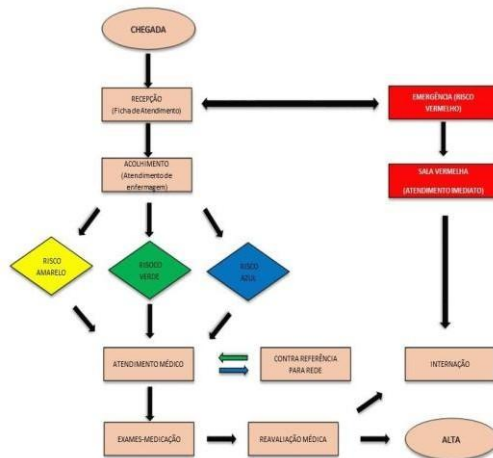 CHEGADA
RECEPÇÃO
(Ficha de Atendimento)
EMERGÊNCIA (RISCO
VERMELHO)
ACOLHIMENTO
(Atendimento de
enfermagem)
SALA VERMELHA
(ATENDIMENTO IMEDIATO)
RISCO
AMARELO
RISOCO
VERDE
RISCO
AZUL
ATENDIMENTO MÉDICO
CONTRA REFERÊNCIA
PARA REDE
INTERNAÇÃO
EXAMES-MEDICAÇÃO
REAVALIAÇÃO MÉDICA
ALTA